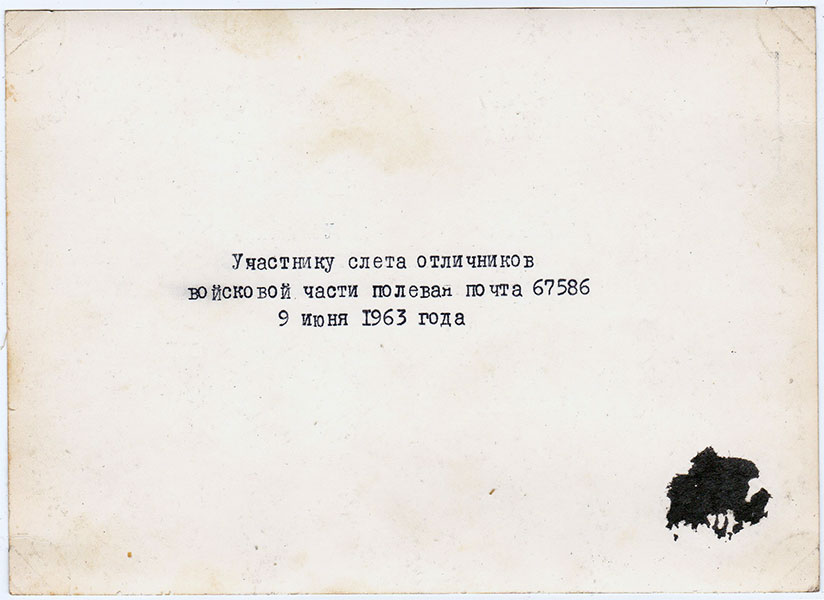 Участнику слета отличников
войсковой части полевая почта 67586
9 июня 1963 года